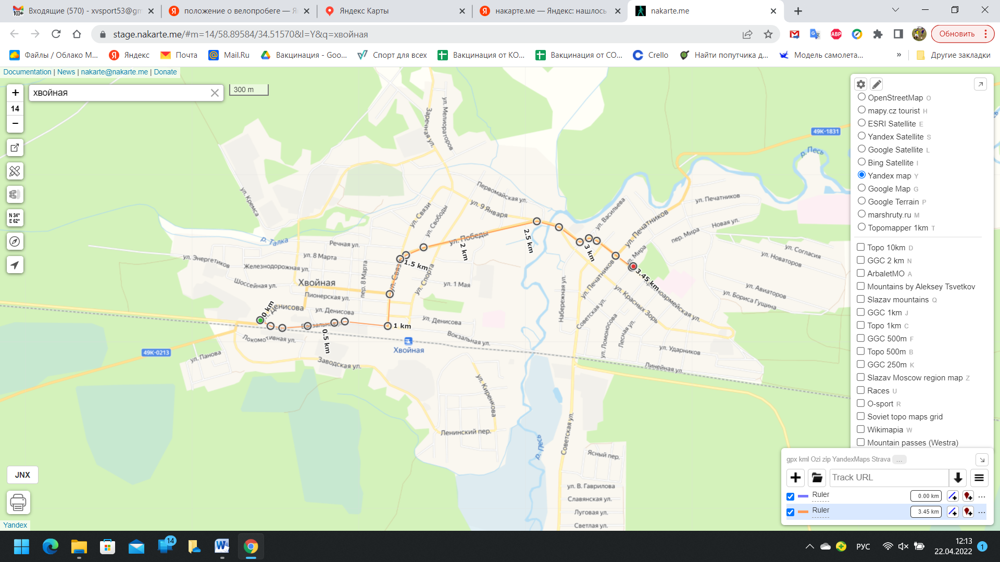 Входящие (570) - xvsport53@gm
положение о велопробеге — Я
Яндекс Карты
накарте.ме — Яндекс: нашлось
nakarte.me
stage.nakarte.me/#m=14/58.89584/34.51570&l=Y&q=хвойная
Обновить
Файлы / Облако М...
Яндекс
Почта
Mail.Ru
Вакцинация - Goo...
Спорт для всех
Вакцинация от КО...
Вакцинация от СО...
Crello
Найти попутчика д...
Модель самолета...
»
Другие закладки
Documentation | News | nakarte@nakarte.me | Donate
+
14
−
хвойная
300 m
N 34°
E 62°
JNX
Yandex
Заречная ул.
ул. Мелиораторов
49К-1831
р. Песь
ул. Кремса
Первомайская ул.
ул. 9 Января
ул. Связи
ул. Свободы
ул. Васильева
ул. Печатников
ул. Печатников
пер. Мира
Новая ул.
ул. Победы
2 km
2.5 km
3 km
ул. Мира
3.45 km
р. Талка
Речная ул.
ул. 8 Марта
ул. Энергетиков
Железнодорожная ул.
пер. 8 Марта
ул. Связи
1.5 km
ул. Спорта
Шоссейная ул.
Хвойная
ул. 1 Мая
Пионерская ул.
0 km
Денисова
ул. Денисова
ул. Денисова
Вокзальная ул.
0.5 km
1 km
Вокзальная ул.
Локомотивная ул.
Хвойная
49К-0213
ул. Панова
Заводская ул.
ул. Киренкова
Ленинский пер.
Набережная ул.
ул. Печатников
Советская ул.
ул. Красных Зорь
ул. Ломоносова
Лесная ул.
ул. Ударников
Линейная ул.
ул. Согласия
ул. Новаторов
ул. Авиаторов
ул. Бориса Гущина
р. Песь
Советская ул.
Ясный пер.
ул. В. Гаврилова
Славянская ул.
Луговая ул.
Светлая ул.
OpenStreetMap O
mapy.cz tourist H
ESRI Satellite E
Yandex Satellite S
Google Satellite L
Bing Satellite I
Yandex map Y
Google Map G
Google Terrain P
marshruty.ru M
Topomapper 1km T
Topo 10km D
GGC 2 km N
ArbaletMO A
Mountains by Aleksey Tsvetkov
Slazav mountains Q
GGC 1km J
Topo 1km C
GGC 500m F
Topo 500m B
GGC 250m K
Slazav Moscow region map Z
Races U
O-sport R
Soviet topo maps grid
Wikimapia W
Mountain passes (Westra)
gpx kml Ozi zip YandexMaps Strava ...
Track URL
Ruler 0.00 km
Ruler 3.45 km
14
РУС
12:13
22.04.2022
1